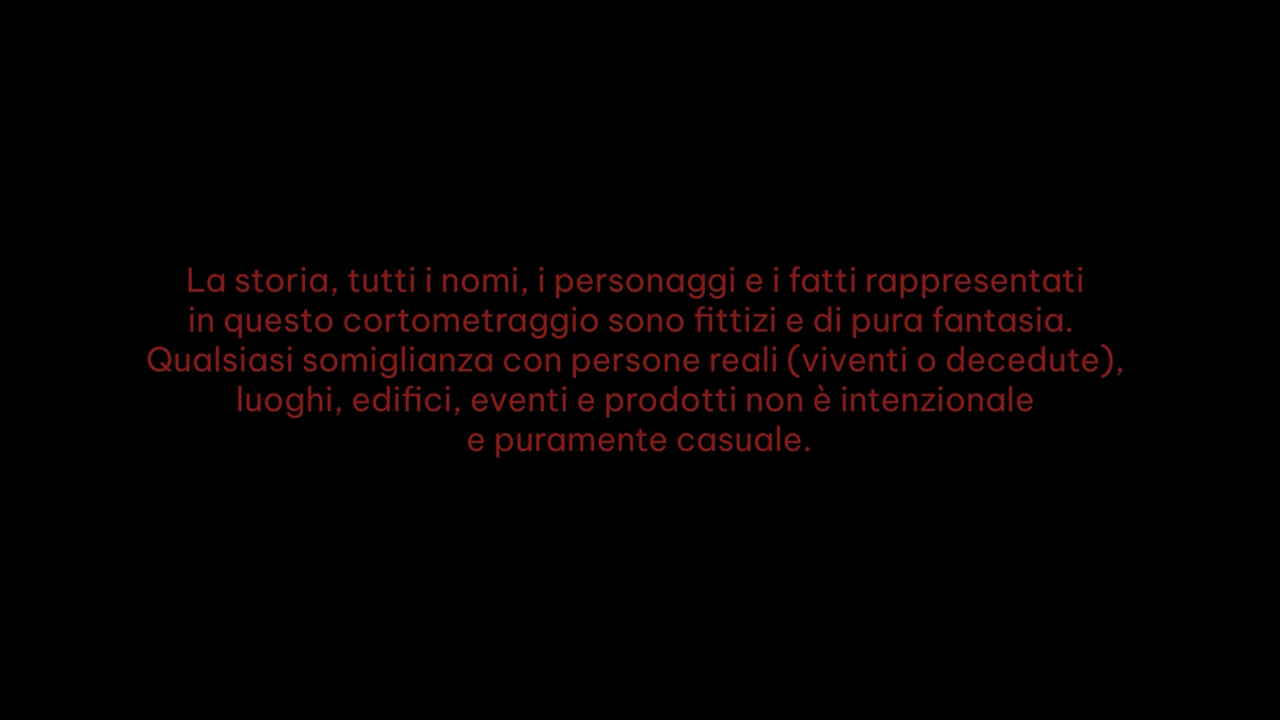 La storia, tutti i nomi, i personaggi e i fatti rappresentati
in questo cortometraggio sono fittizi e di pura fantasia.
Qualsiasi somiglianza con persone reali (viventi o decedute),
luoghi, edifici, eventi e prodotti non è intenzionale
e puramente casuale.